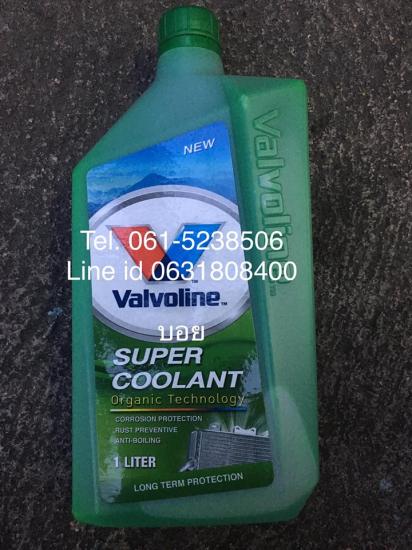 NEW
Tel. 061-5238506
Line id 0631808400
Valvoline™
Valvoline
บอย
SUPER
COOLANT
Organic Technology
CORROSION PROTECTION
RUST PREVENTIVE
ANTI-BOILING
1 LITER
LONG TERM PROTECTION